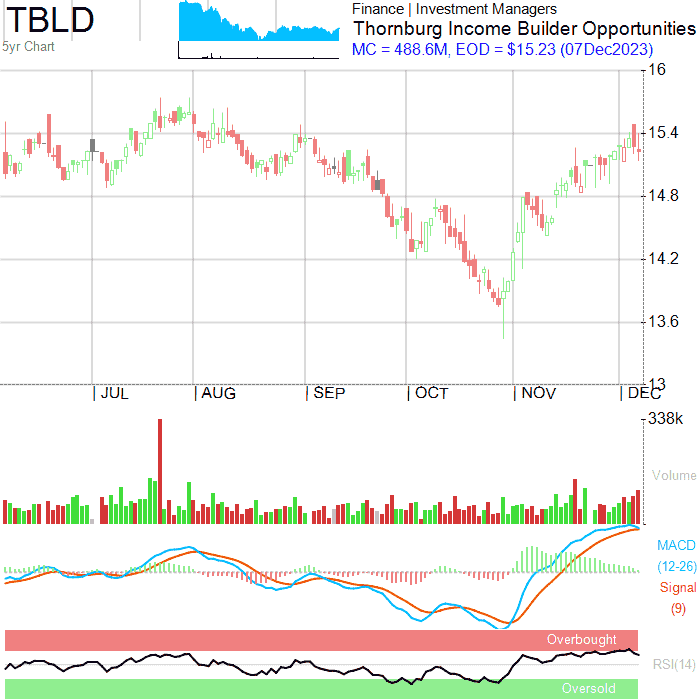 TBLD
5yr Chart
Finance | Investment Managers
Thornburg Income Builder Opportunities
MC = 488.6M, EOD = $15.23 (07Dec2023)
16
15.4
14.8
14.2
13.6
13
| JUL | AUG | SEP | OCT | NOV | DEC
338k
Volume
MACD
(12-26)
Signal
(9)
Overbought
RSI(14)
Oversold